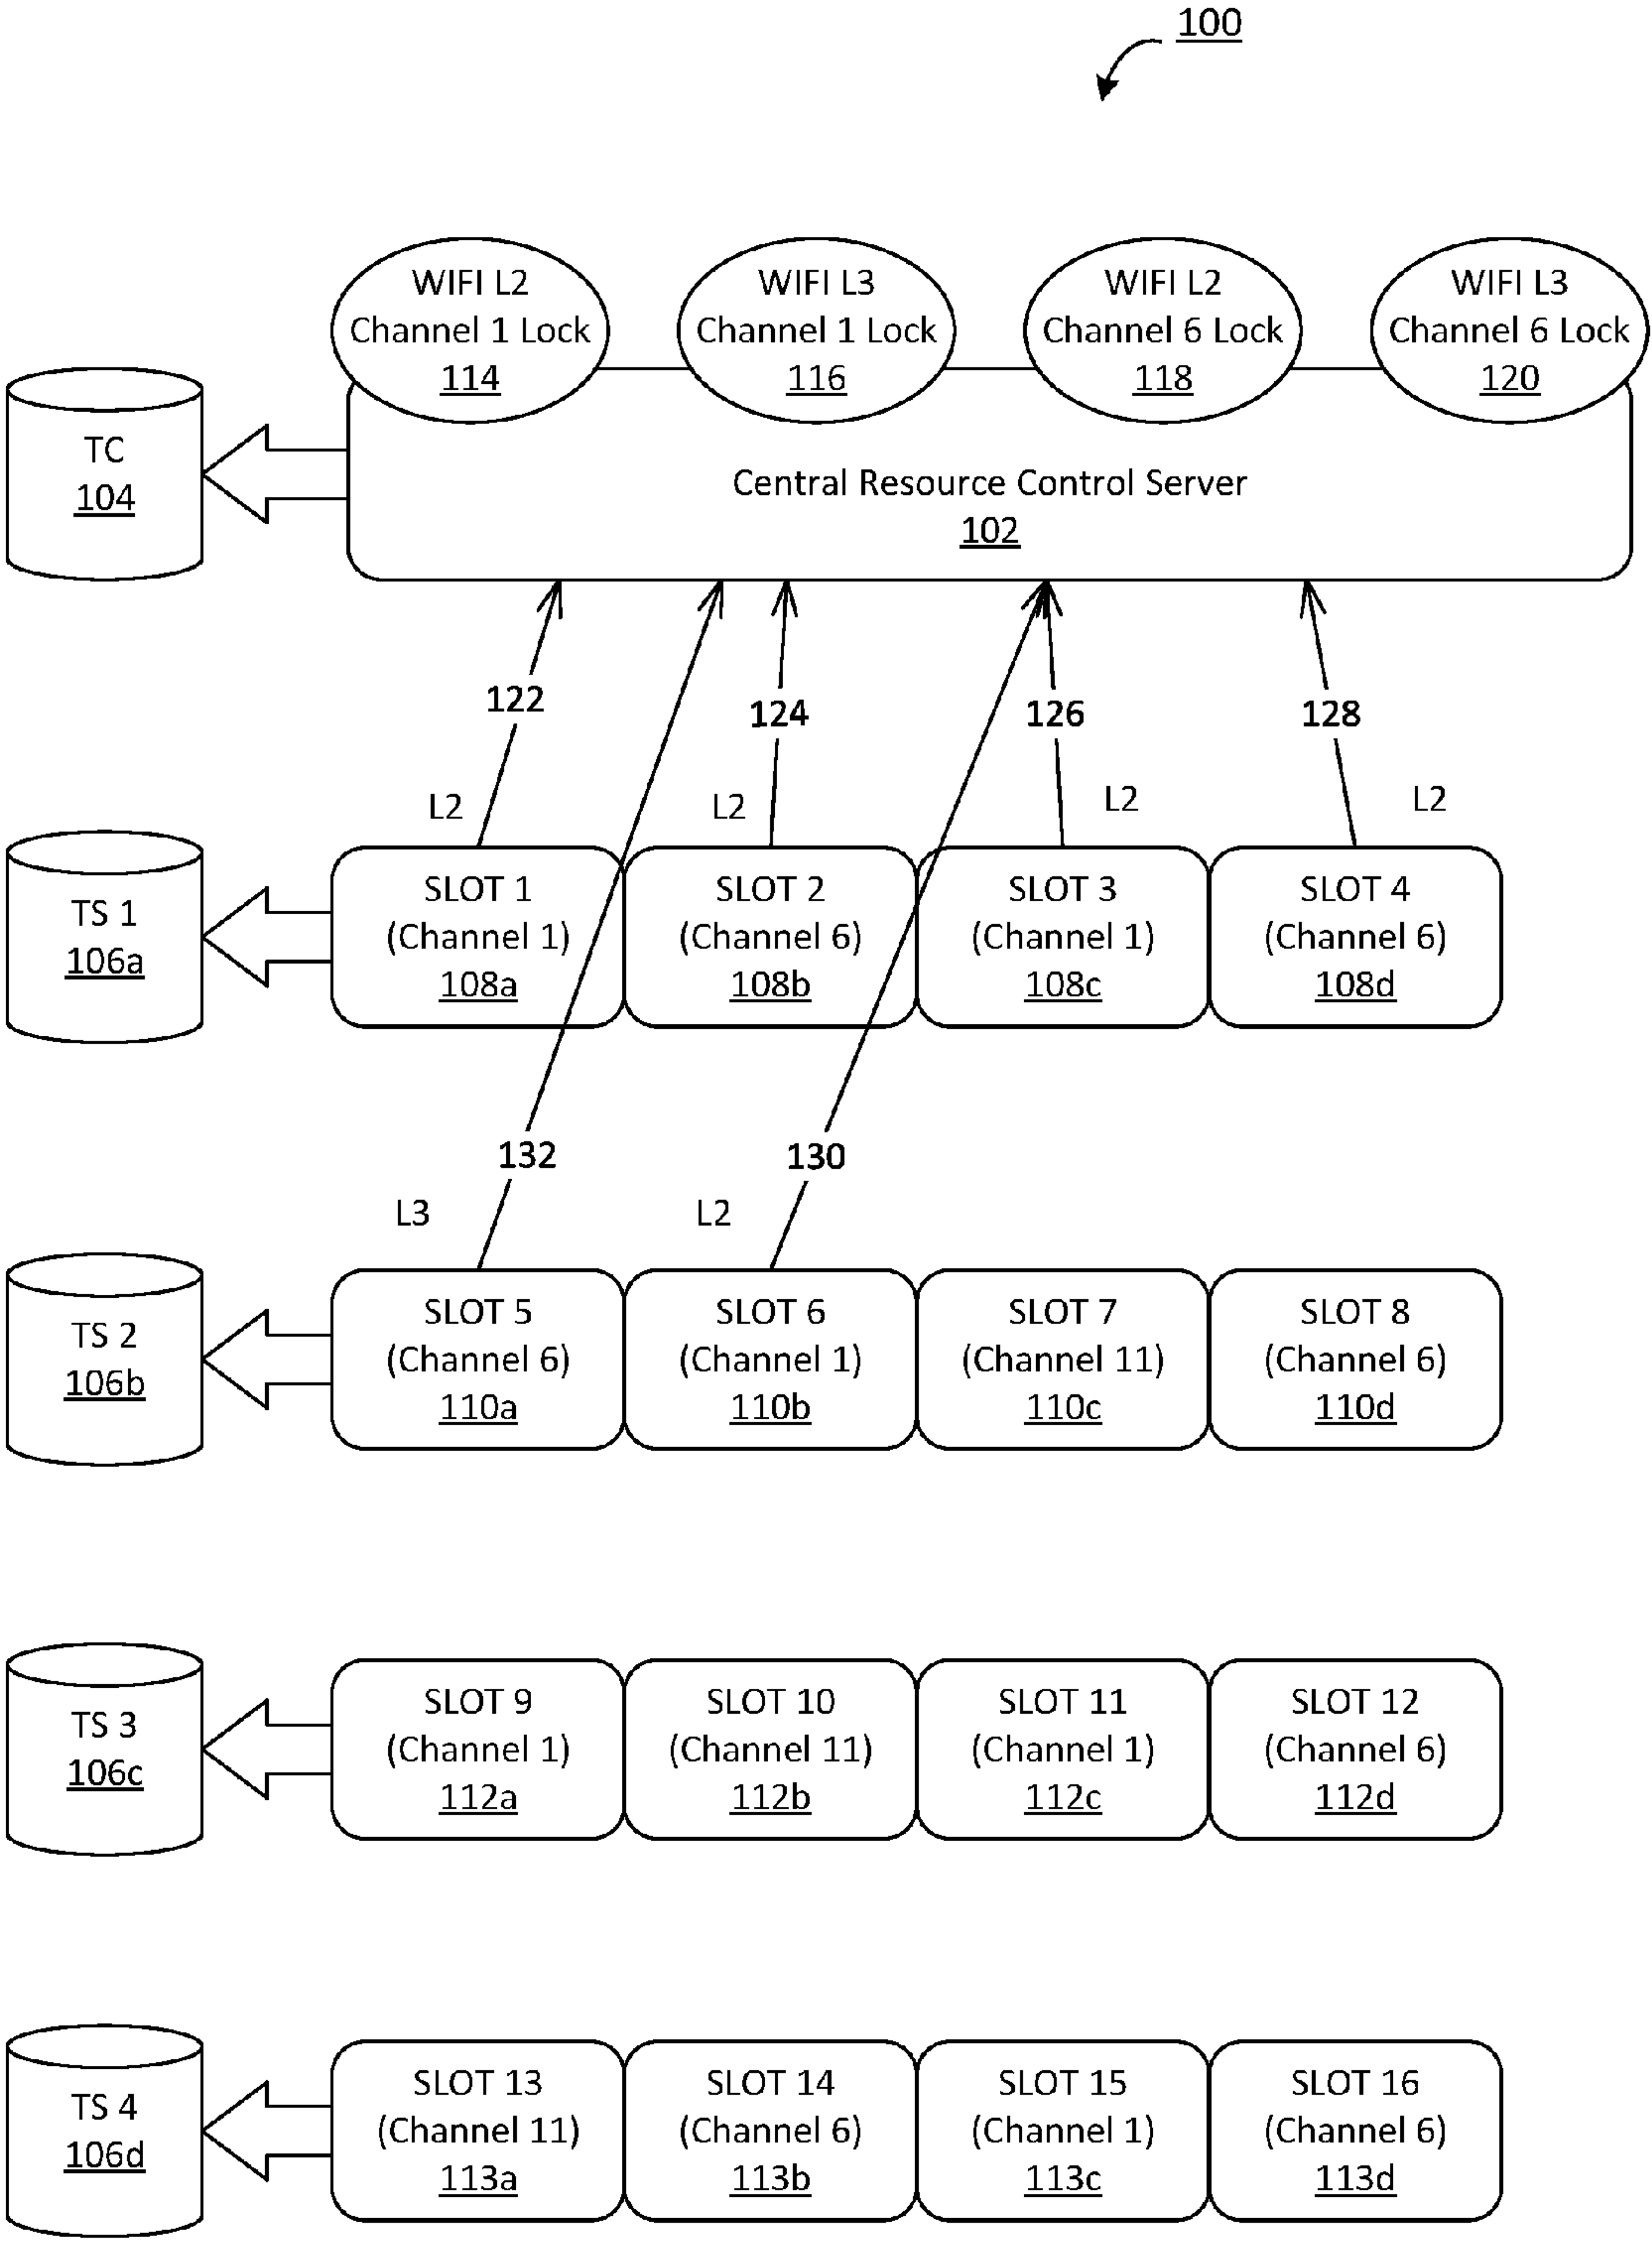 100
WIFI L2
Channel 1 Lock
114
WIFI L3
Channel 1 Lock
116
WIFI L2
Channel 6 Lock
118
WIFI L3
Channel 6 Lock
120
TC
104
Central Resource Control Server
102
122
124
126
128
L2
L2
L2
L2
TS 1
106a
SLOT 1
(Channel 1)
108a
SLOT 2
(Channel 6)
108b
SLOT 3
(Channel 1)
108c
SLOT 4
(Channel 6)
108d
132
130
L3
L2
TS 2
106b
SLOT 5
(Channel 6)
110a
SLOT 6
(Channel 1)
110b
SLOT 7
(Channel 11)
110c
SLOT 8
(Channel 6)
110d
TS 3
106c
SLOT 9
(Channel 1)
112a
SLOT 10
(Channel 11)
112b
SLOT 11
(Channel 1)
112c
SLOT 12
(Channel 6)
112d
TS 4
106d
SLOT 13
(Channel 11)
113a
SLOT 14
(Channel 6)
113b
SLOT 15
(Channel 1)
113c
SLOT 16
(Channel 6)
113d